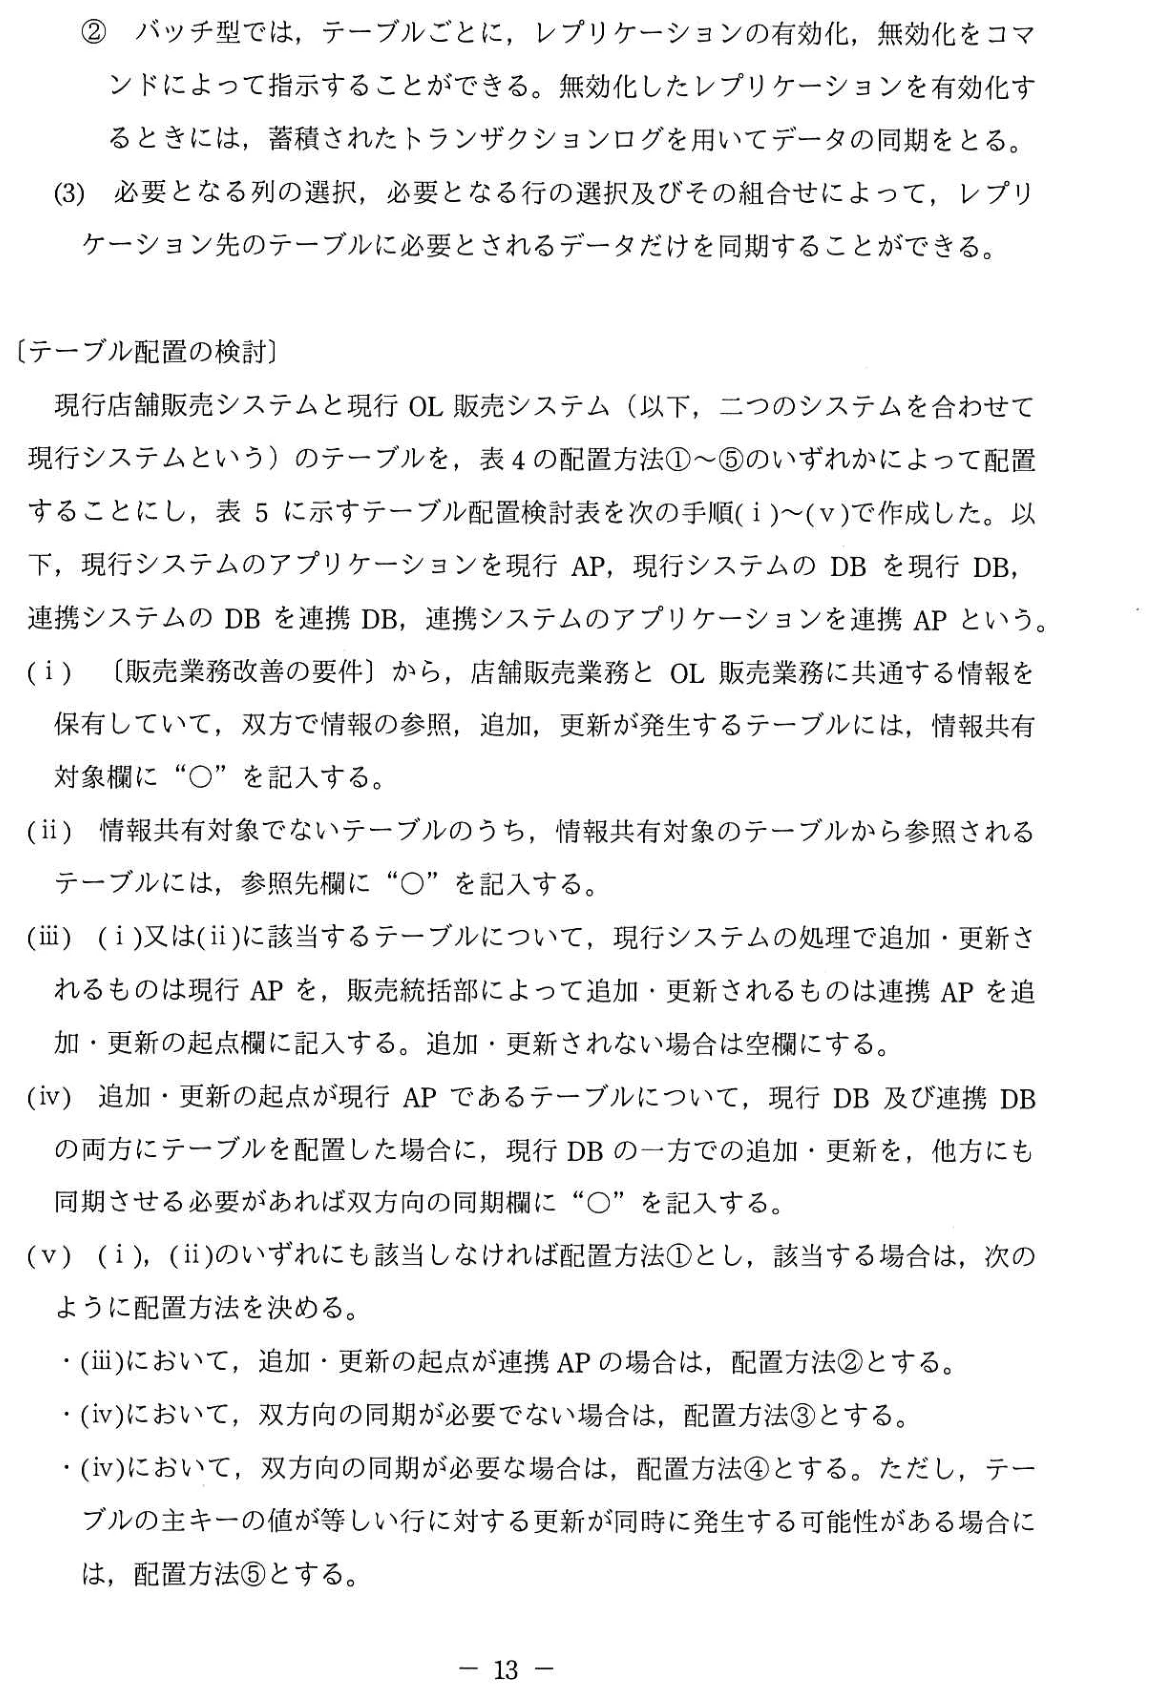 ② バッチ型では，テーブルごとに，レプリケーションの有効化，無効化をコマ
ンドによって指示することができる。無効化したレプリケーションを有効化す
るときには，蓄積されたトランザクションログを用いてデータの同期をとる。
(3) 必要となる列の選択，必要となる行の選択及びその組合せによって，レプリ
ケーション先のテーブルに必要とされるデータだけを同期することができる。
〔テーブル配置の検討〕
現行店舗販売システムと現行 OL 販売システム（以下，二つのシステムを合わせて
現行システムという）のテーブルを，表 4 の配置方法①～⑤のいずれかによって配置
することにし，表 5 に示すテーブル配置検討表を次の手順(ⅰ)～(ⅴ)で作成した。以
下，現行システムのアプリケーションを現行 AP，現行システムの DB を現行 DB，
連携システムの DB を連携 DB，連携システムのアプリケーションを連携 AP という。
(ⅰ) 〔販売業務改善の要件〕から，店舗販売業務と OL 販売業務に共通する情報を
保有していて，双方で情報の参照，追加，更新が発生するテーブルには，情報共有
対象欄に“○”を記入する。
(ⅱ) 情報共有対象でないテーブルのうち，情報共有対象のテーブルから参照される
テーブルには，参照先欄に“○”を記入する。
(ⅲ) (ⅰ)又は(ⅱ)に該当するテーブルについて，現行システムの処理で追加・更新さ
れるものは現行 AP を，販売統括部によって追加・更新されるものは連携 AP を追
加・更新の起点欄に記入する。追加・更新されない場合は空欄にする。
(ⅳ) 追加・更新の起点が現行 AP であるテーブルについて，現行 DB 及び連携 DB
の両方にテーブルを配置した場合に，現行 DB の一方での追加・更新を，他方にも
同期させる必要があれば双方向の同期欄に“○”を記入する。
(ⅴ) (ⅰ)，(ⅱ)のいずれにも該当しなければ配置方法①とし，該当する場合は，次の
ように配置方法を決める。
・(ⅲ)において，追加・更新の起点が連携 AP の場合は，配置方法②とする。
・(ⅳ)において，双方向の同期が必要でない場合は，配置方法③とする。
・(ⅳ)において，双方向の同期が必要な場合は，配置方法④とする。ただし，テー
ブルの主キーの値が等しい行に対する更新が同時に発生する可能性がある場合に
は，配置方法⑤とする。
－ 13 －